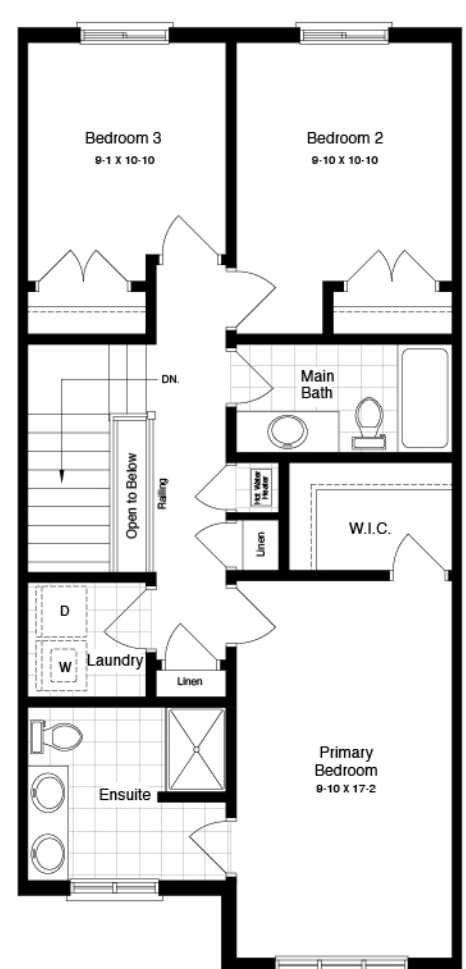 Bedroom 3
9-1 X 10-10
Bedroom 2
9-10 X 10-10
DN.
Main
Bath
Open to Below
Railing
Hot Water
Heater
Linen
W.I.C.
D
W
Laundry
Linen
Ensuite
Primary
Bedroom
9-10 X 17-2